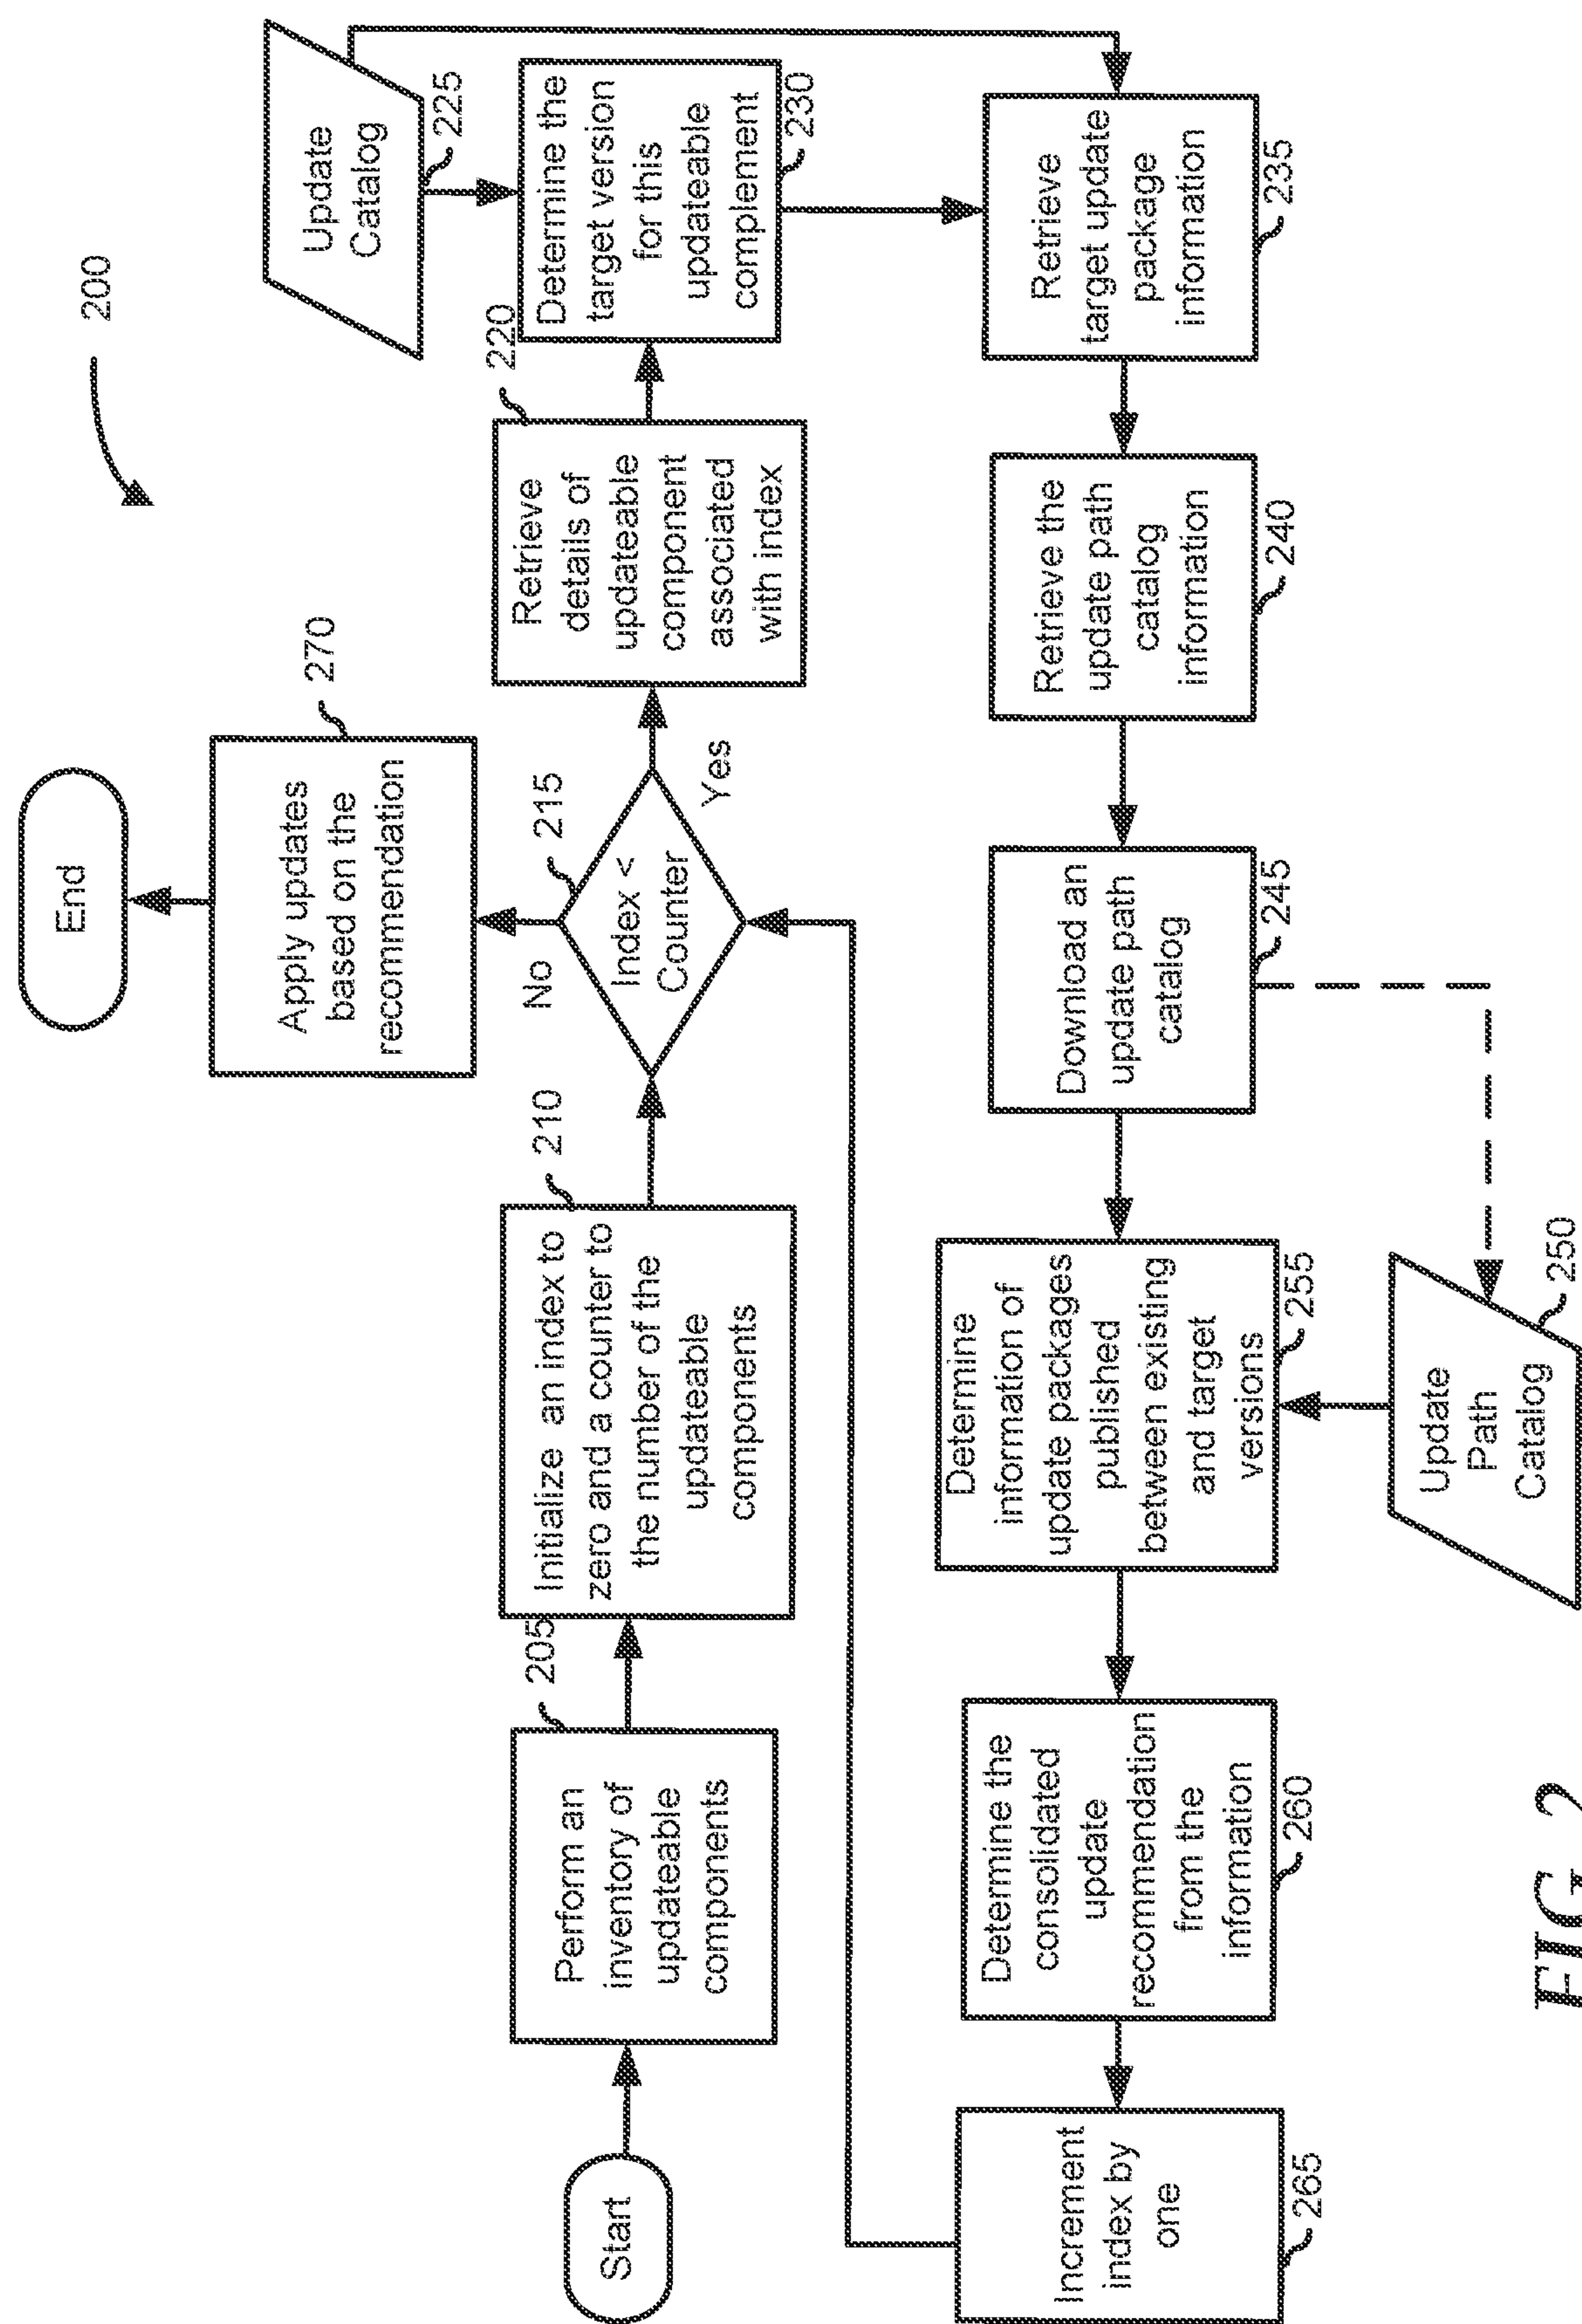 200
Start
Perform an
inventory of
updateable
components
205
Initialize an index to
zero and a counter to
the number of the
updateable
components
210
Index <
Counter
215
No
Yes
Apply updates
based on the
recommendation
270
End
Retrieve
details of
updateable
component
associated
with index
220
Update
Catalog
225
Determine the
target version
for this
updateable
complement
230
Retrieve
target update
package
information
235
Retrieve the
update path
catalog
information
240
Download an
update path
catalog
245
Update
Path
Catalog
250
Determine
information of
update packages
published
between existing
and target
versions
255
Determine the
consolidated
update
recommendation
from the
information
260
Increment
index by
one
265
FIG 2